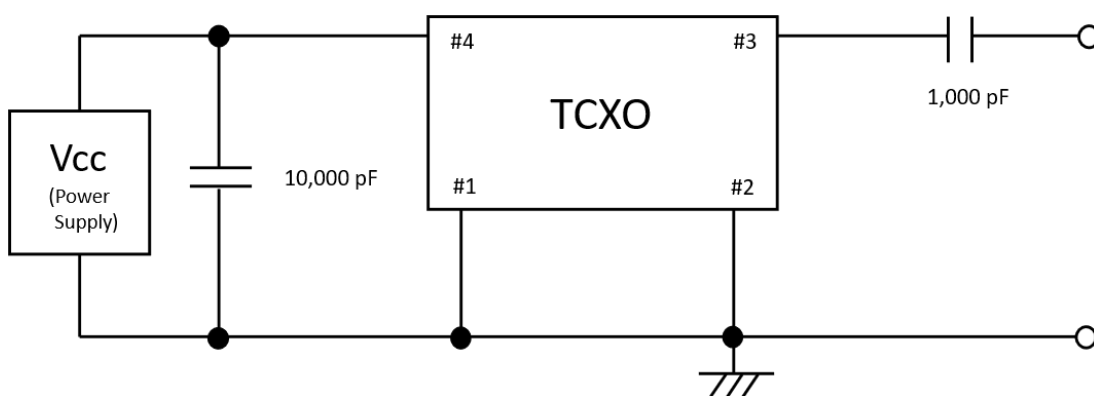 #4
#3
TCXO
1,000 pF
Vcc
(Power
Supply)
10,000 pF
#1
#2